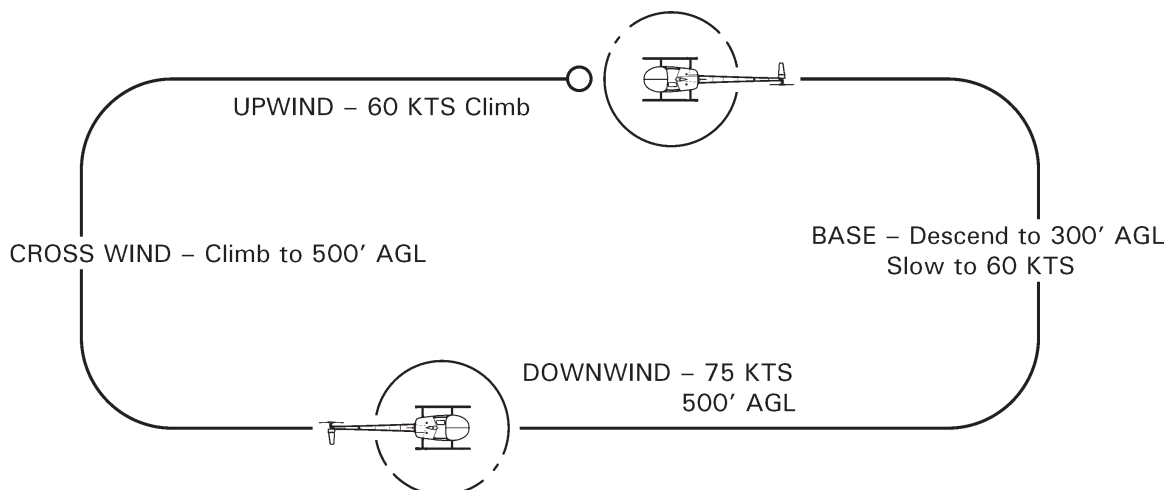 UPWIND – 60 KTS Climb
CROSS WIND – Climb to 500′ AGL
BASE – Descend to 300′ AGL
Slow to 60 KTS
DOWNWIND – 75 KTS
500′ AGL